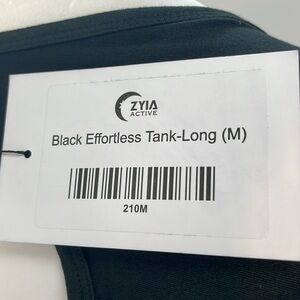 ZYIA
ACTIVE
Black Effortless Tank-Long (M)
210M